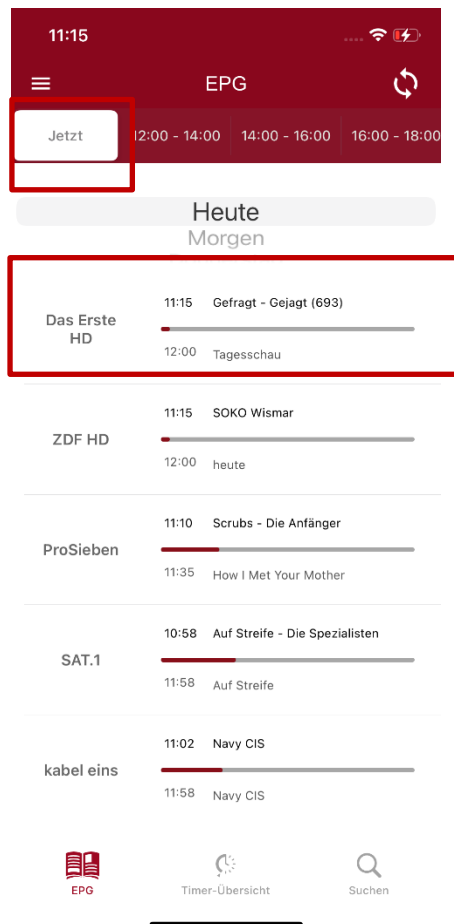 11:15
EPG
Jetzt 12:00 - 14:00 14:00 - 16:00 16:00 - 18:00
Heute
Morgen
Das Erste HD
11:15 Gefragt - Gejagt (693)
12:00 Tagesschau
ZDF HD
11:15 SOKO Wismar
12:00 heute
ProSieben
11:10 Scrubs - Die Anfänger
11:35 How I Met Your Mother
SAT.1
10:58 Auf Streife - Die Spezialisten
11:58 Auf Streife
kabel eins
11:02 Navy CIS
11:58 Navy CIS
EPG Timer-Übersicht Suchen